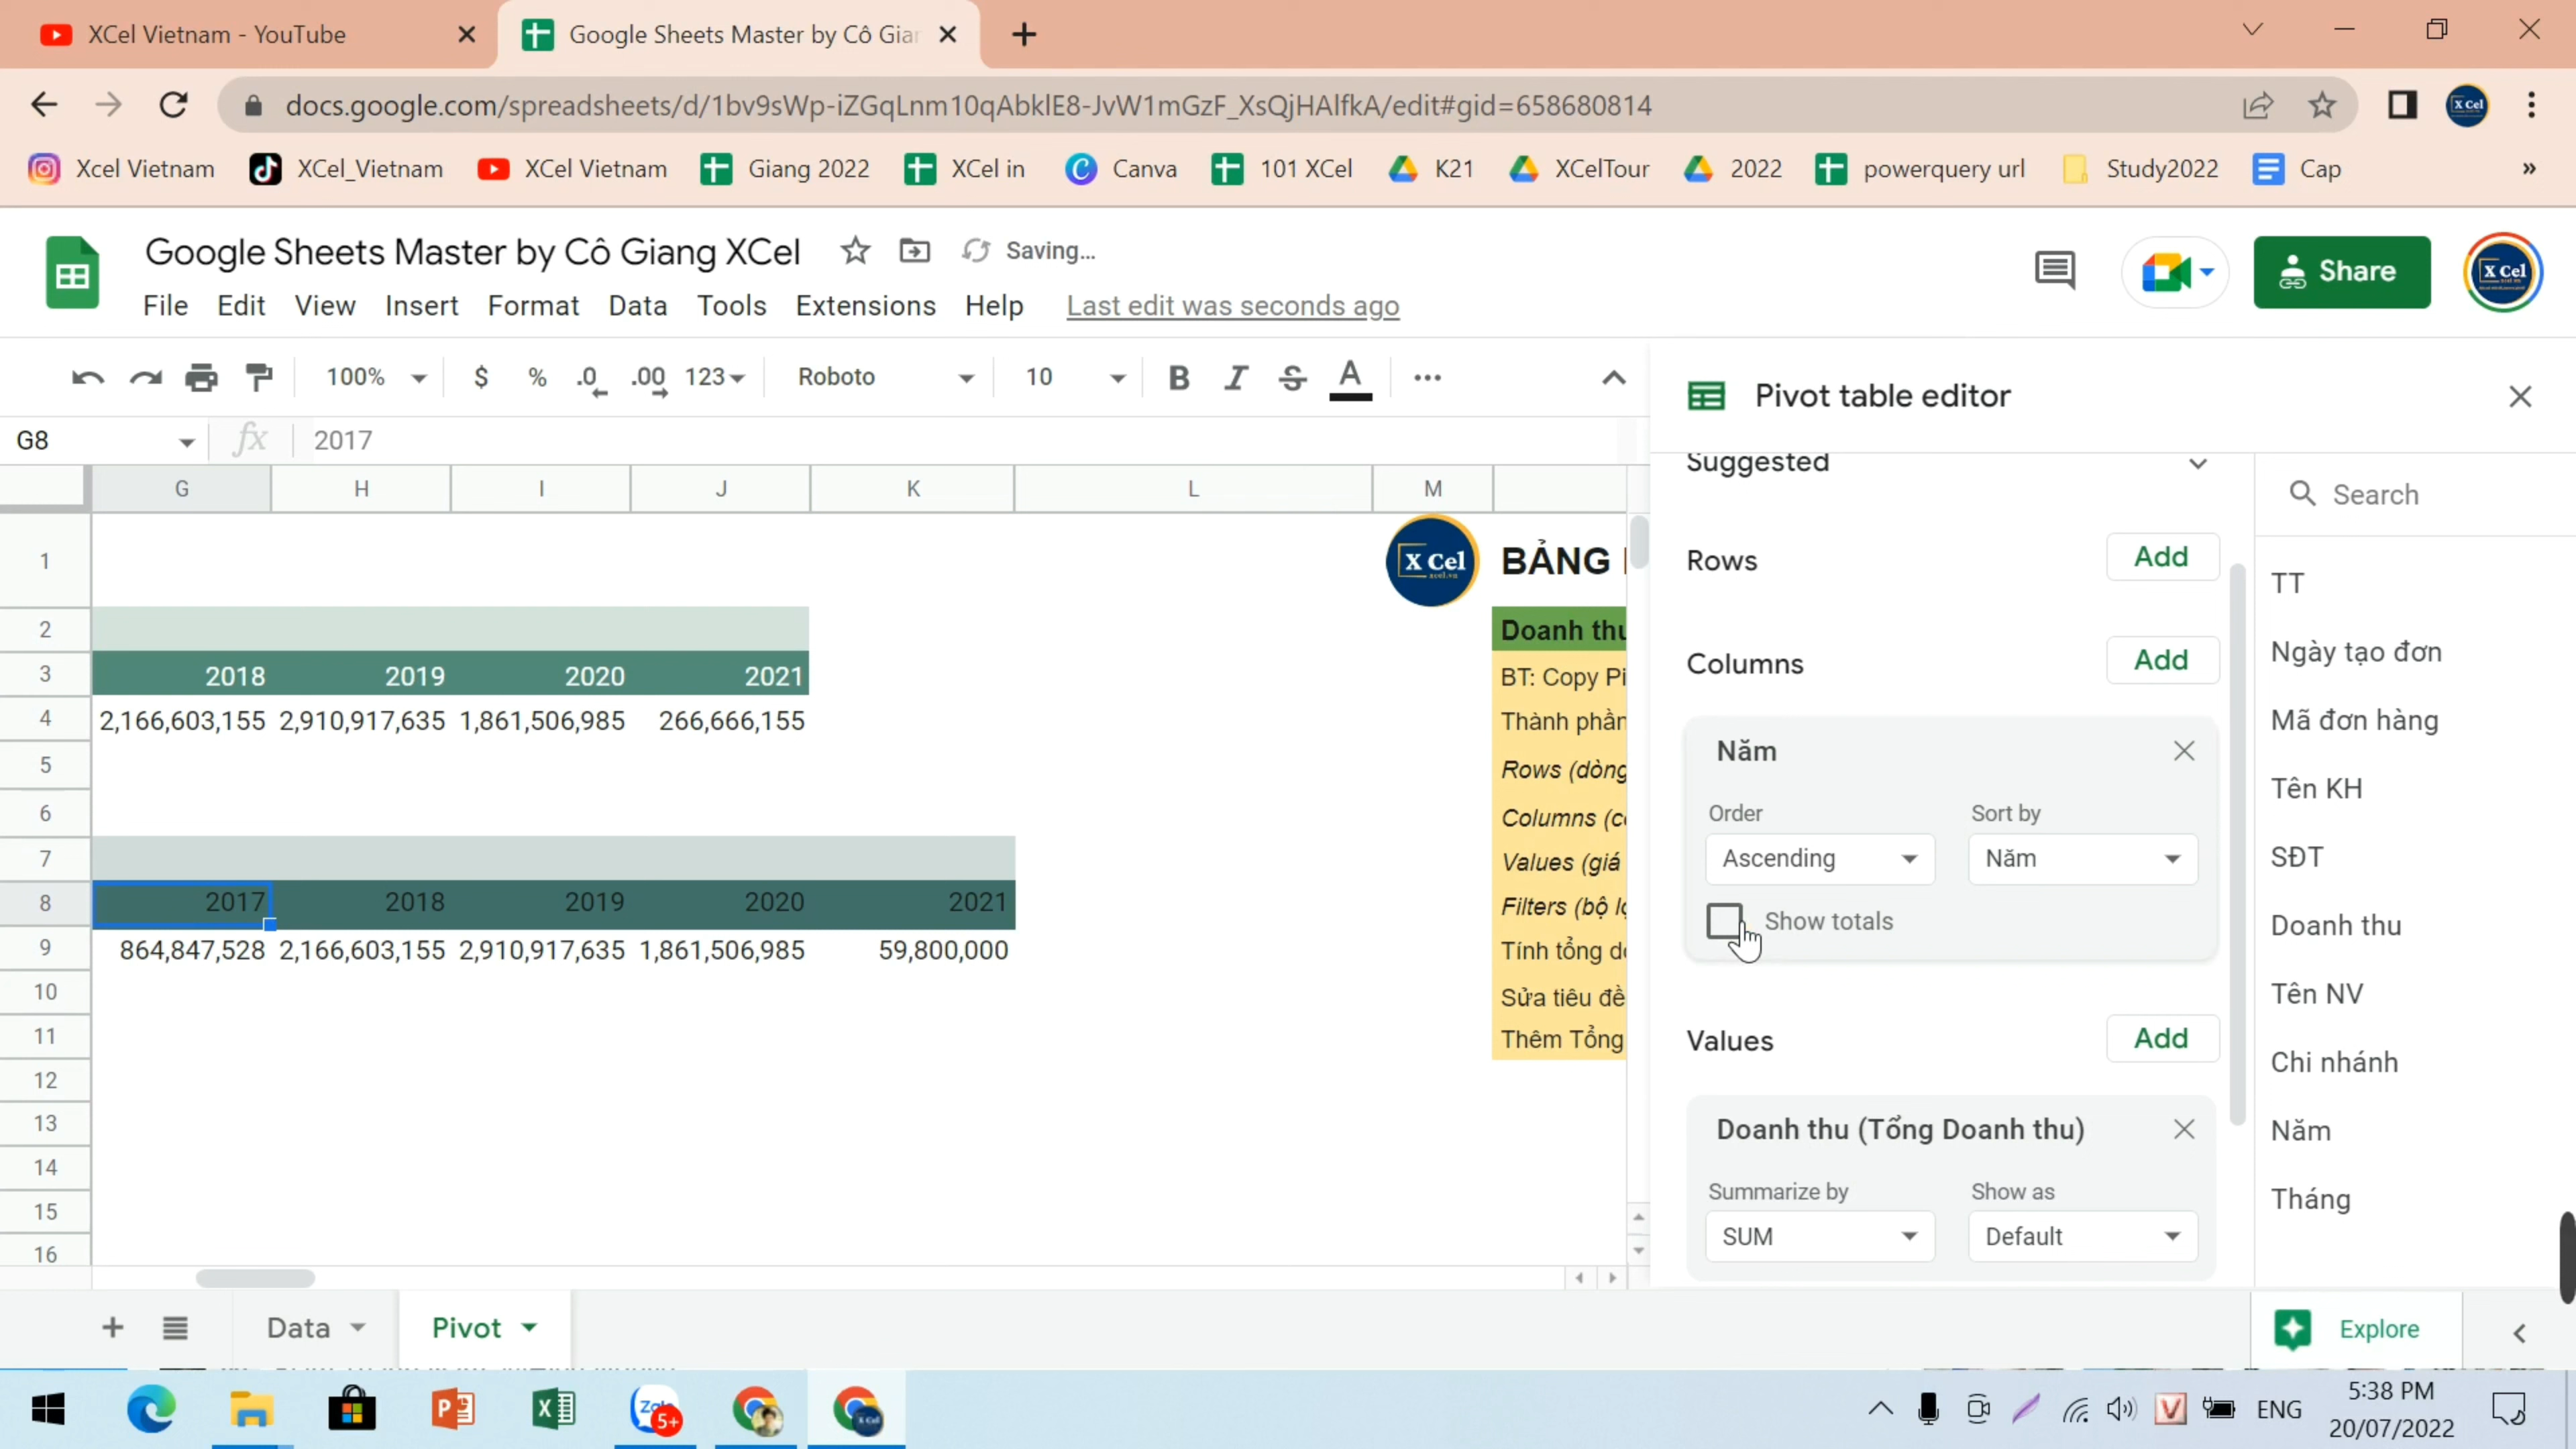 XCel Vietnam - YouTube
Google Sheets Master by Cô Giar
docs.google.com/spreadsheets/d/1bv9sWp-iZGqLnm10qAbklE8-JvW1mGzF_XsQjHAlfkA/edit#gid=658680814
Xcel Vietnam XCel_Vietnam XCel Vietnam Giang 2022 XCel in Canva 101 XCel K21 XCelTour 2022 powerquery url Study2022 Cap »
Google Sheets Master by Cô Giang XCel Saving...
Share
File Edit View Insert Format Data Tools Extensions Help Last edit was seconds ago
100% $ % .0 .00 123 Roboto 10 B I S A ...
Pivot table editor
G8 fx 2017
G H I J K L M
1 X Cel BẢNG
2 Doanh thu
3 2018 2019 2020 2021 BT: Copy Pi
4 2,166,603,155 2,910,917,635 1,861,506,985 266,666,155 Thành phần
5 Rows (dòng
6 Columns (c
7 Values (giá
8 2017 2018 2019 2020 2021 Filters (bộ lọ
9 864,847,528 2,166,603,155 2,910,917,635 1,861,506,985 59,800,000 Tính tổng d
10 Sửa tiêu đề
11 Thêm Tổng
12
13
14
15
16
Suggested
Rows Add
Columns Add
Năm
Order Sort by
Ascending Năm
Show totals
Values Add
Doanh thu (Tổng Doanh thu)
Summarize by Show as
SUM Default
Search
TT
Ngày tạo đơn
Mã đơn hàng
Tên KH
SĐT
Doanh thu
Tên NV
Chi nhánh
Năm
Tháng
Data Pivot
Explore
5+
ENG
5:38 PM
20/07/2022